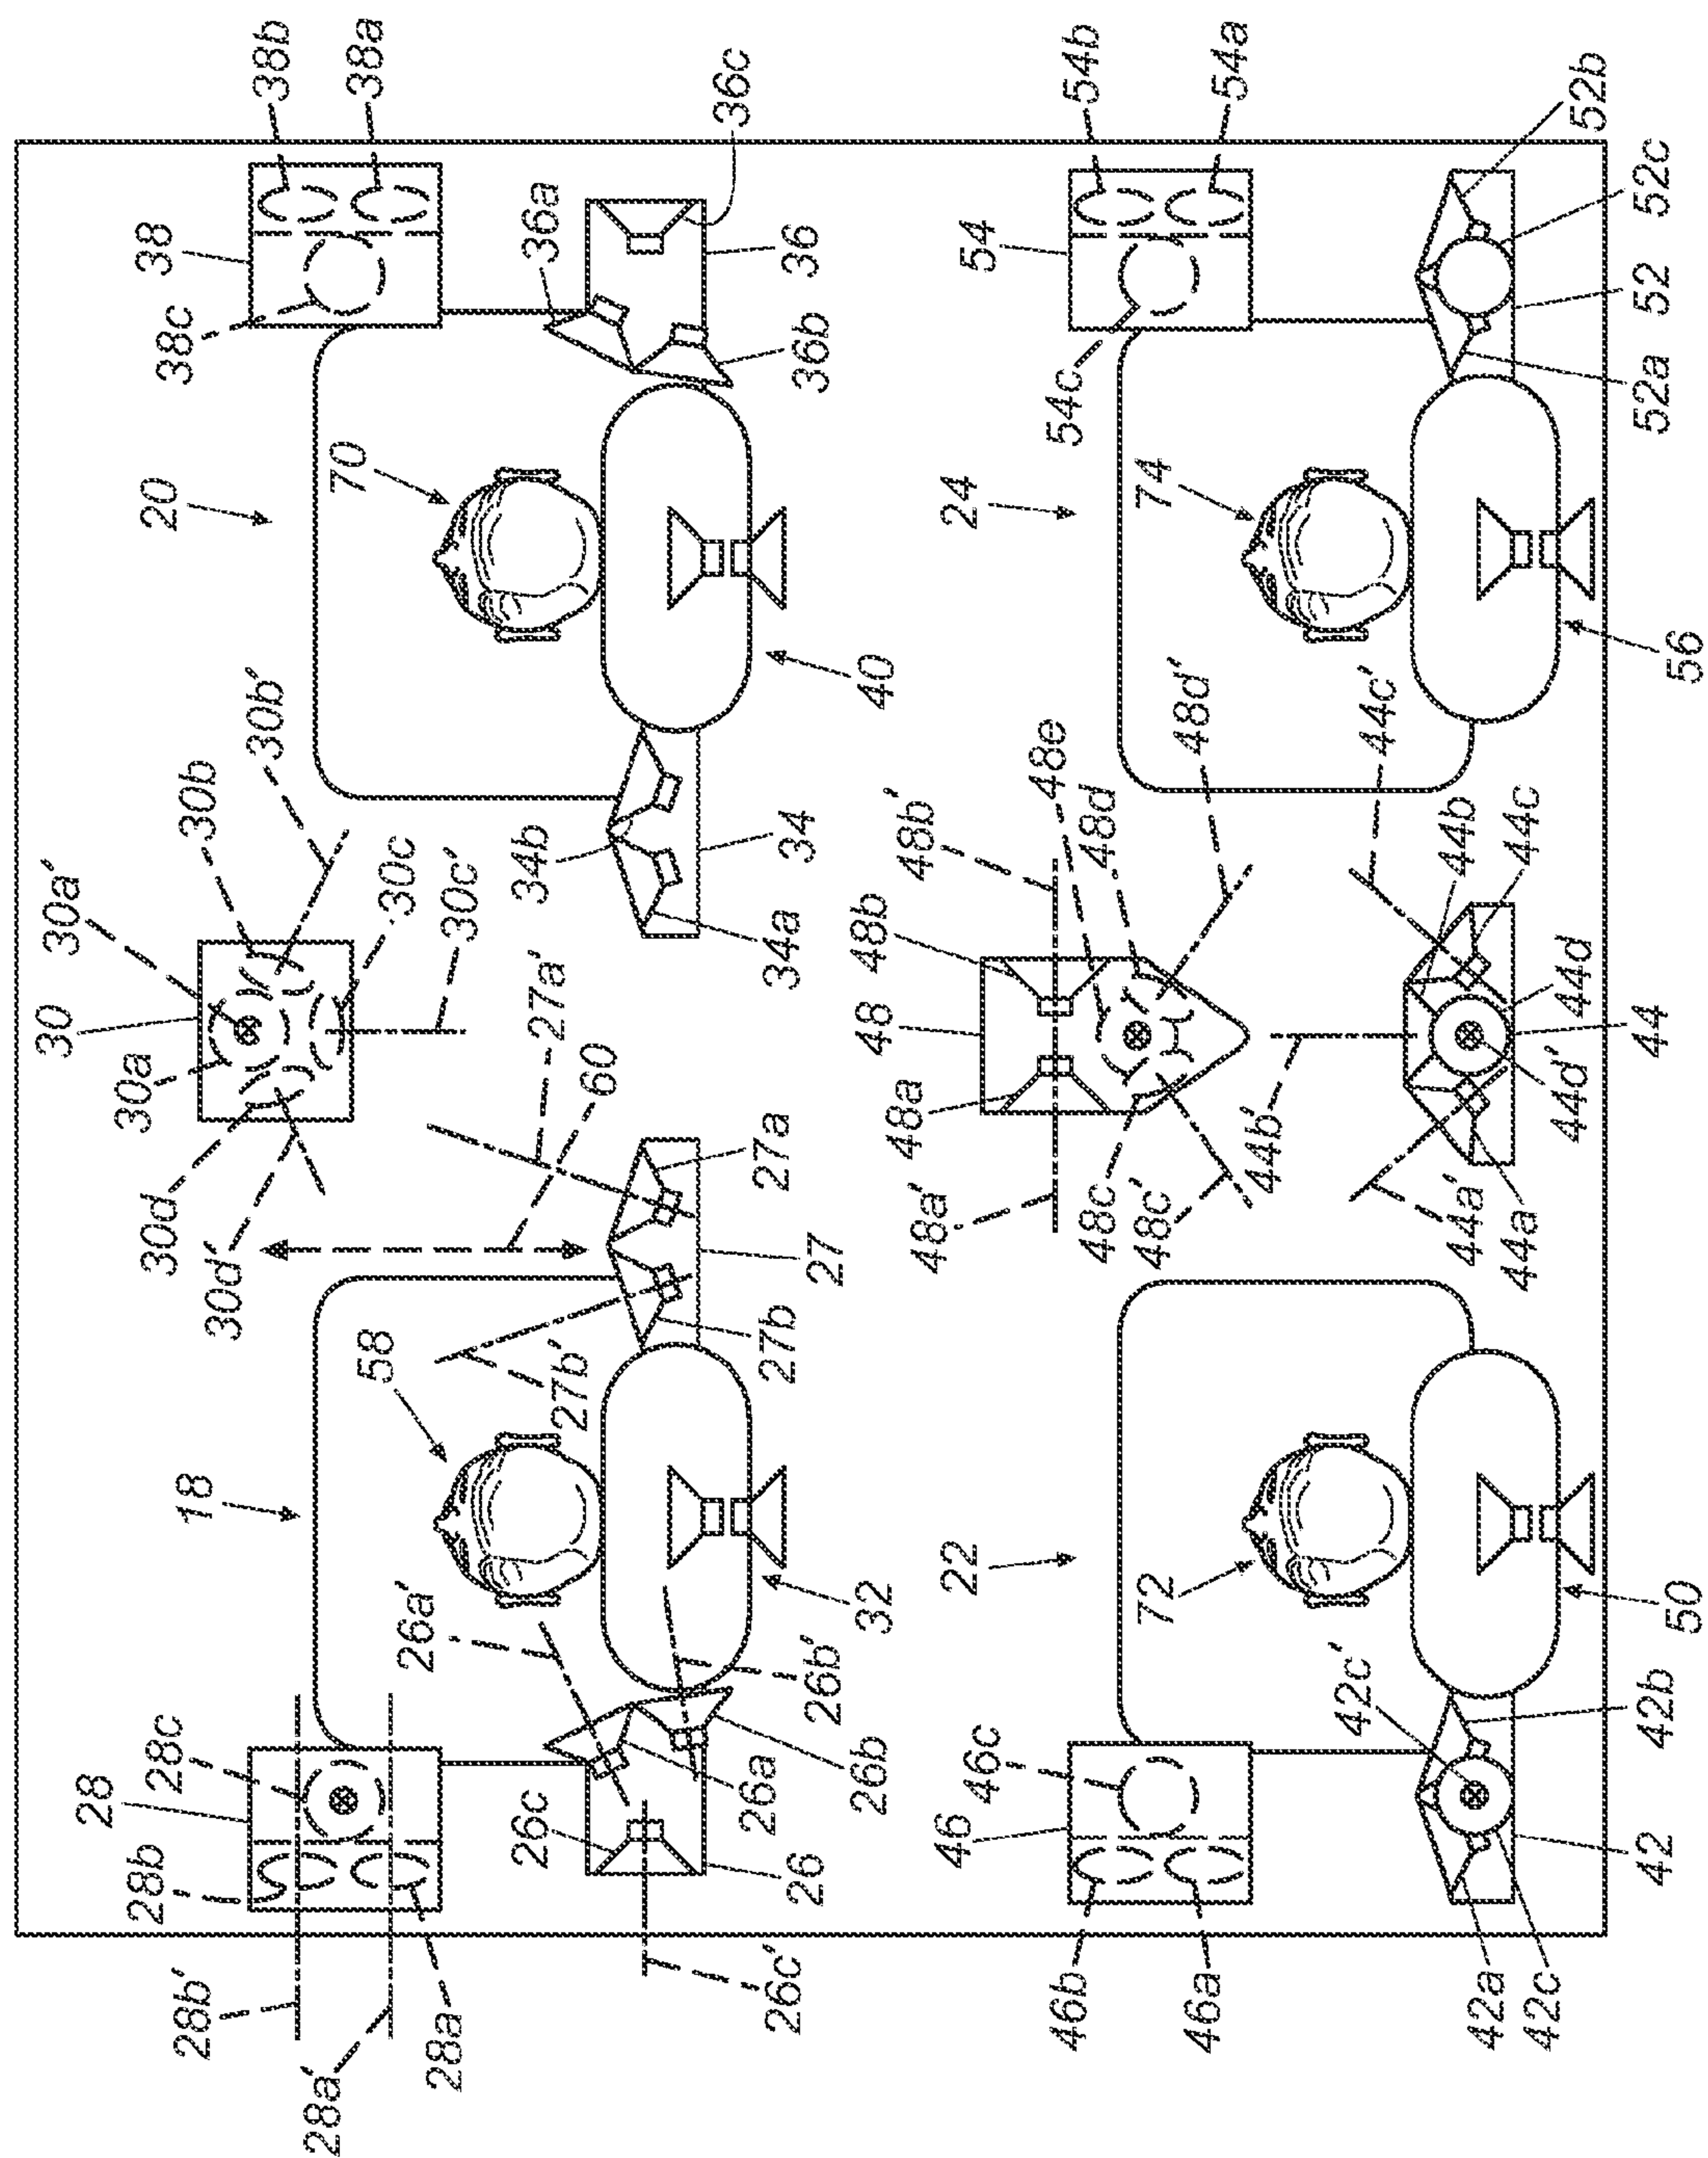 38b
38a
38
38c
36a
36c
36
36b
20
70
40
30a'
30
30a
30b
30b'
30c
30c'
30d
30d'
34b
34
34a
27a'
60
27a
27
27b
27b'
58
18
32
26a'
26b'
28
28c
28b
28b'
28a'
28a
26c
26a
26b
26
26c'
54b
54a
54
54c
52b
52c
52
52a
24
74
56
48e
48d
48d'
44c'
48b'
48b
48
48a
48a'
48c
48c'
44b
44c
44
44d
44d'
44b'
44a'
44a
22
72
50
42c'
46c
46
46b
46a
42b
42
42a
42c